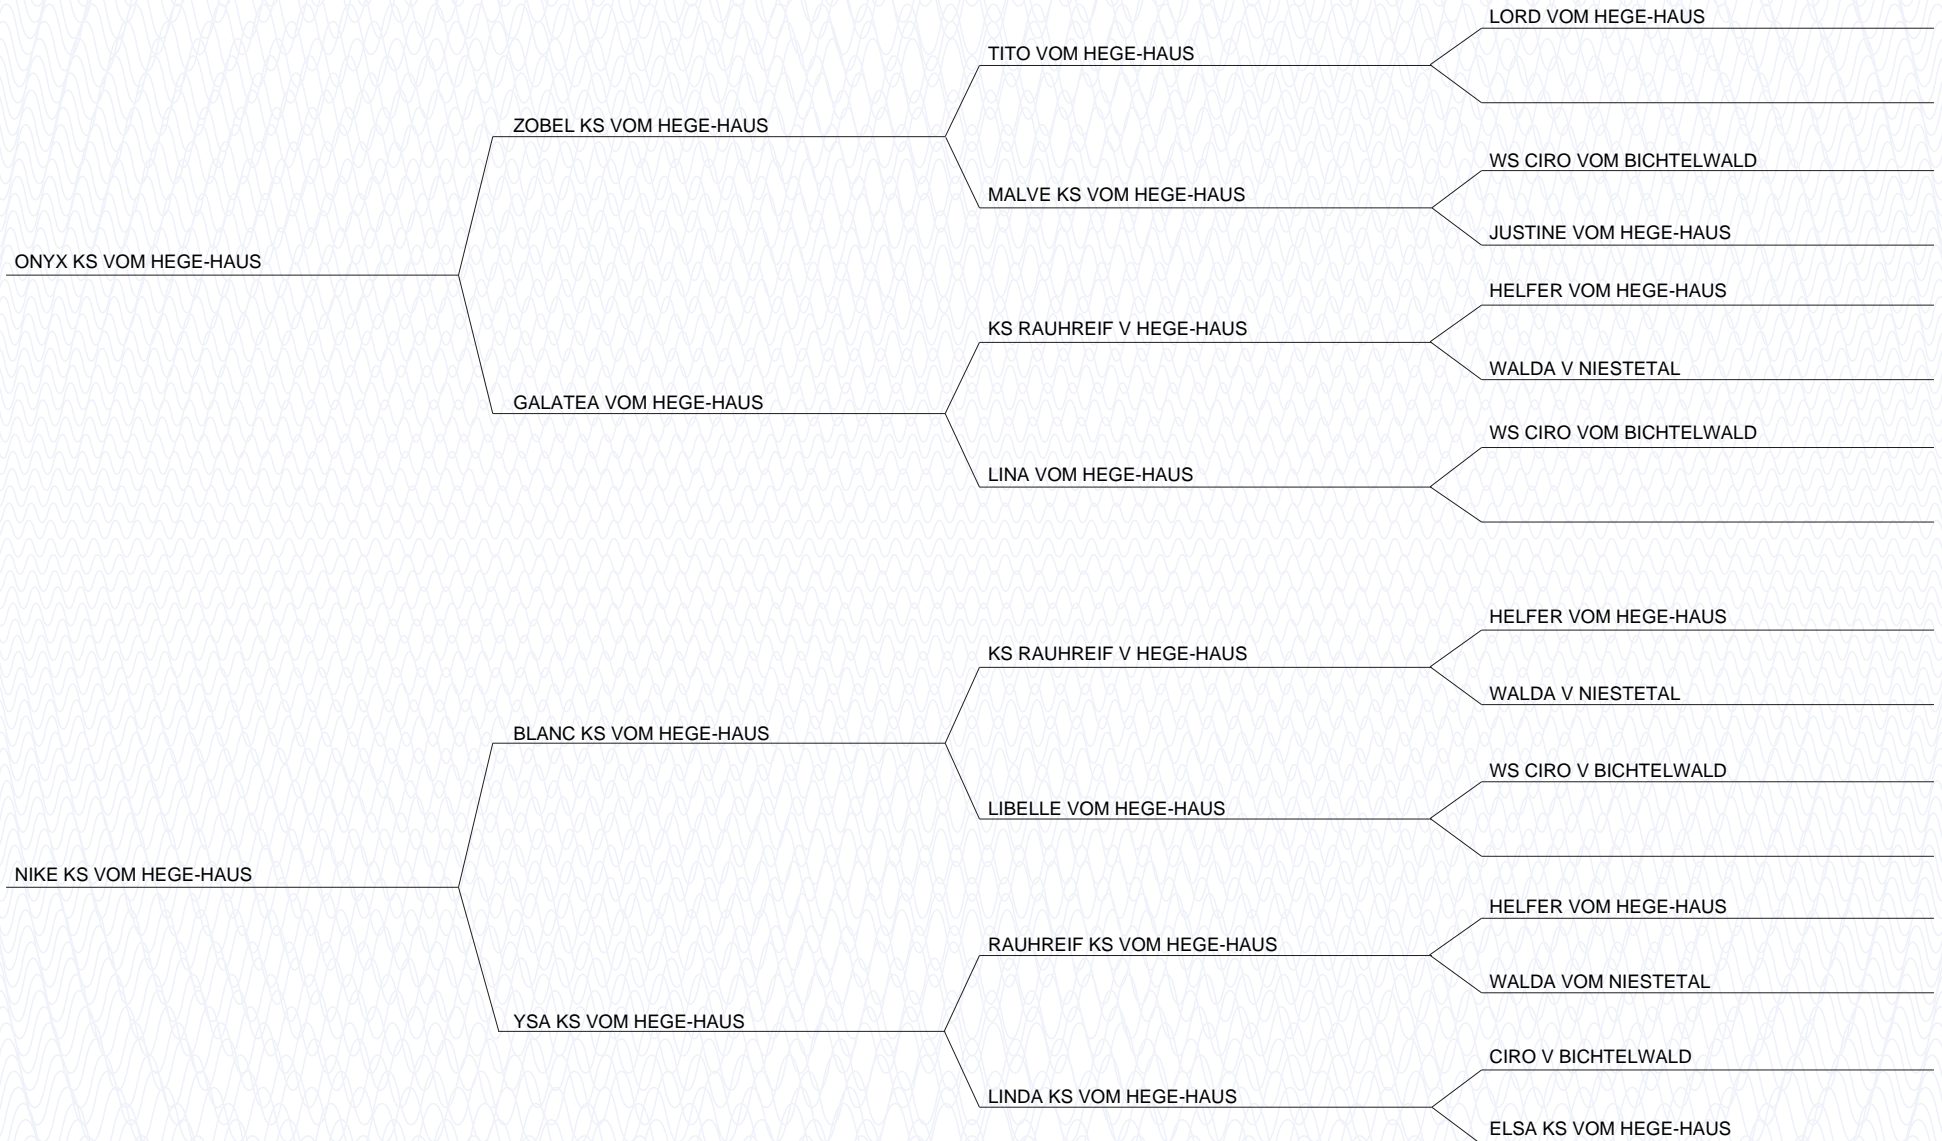 LORD VOM HEGE-HAUS
TITO VOM HEGE-HAUS
ZOBEL KS VOM HEGE-HAUS
WS CIRO VOM BICHTELWALD
MALVE KS VOM HEGE-HAUS
JUSTINE VOM HEGE-HAUS
ONYX KS VOM HEGE-HAUS
HELFER VOM HEGE-HAUS
KS RAUHREIF V HEGE-HAUS
WALDA V NIESTETAL
GALATEA VOM HEGE-HAUS
WS CIRO VOM BICHTELWALD
LINA VOM HEGE-HAUS
HELFER VOM HEGE-HAUS
KS RAUHREIF V HEGE-HAUS
WALDA V NIESTETAL
BLANC KS VOM HEGE-HAUS
WS CIRO V BICHTELWALD
LIBELLE VOM HEGE-HAUS
NIKE KS VOM HEGE-HAUS
HELFER VOM HEGE-HAUS
RAUHREIF KS VOM HEGE-HAUS
WALDA VOM NIESTETAL
YSA KS VOM HEGE-HAUS
CIRO V BICHTELWALD
LINDA KS VOM HEGE-HAUS
ELSA KS VOM HEGE-HAUS